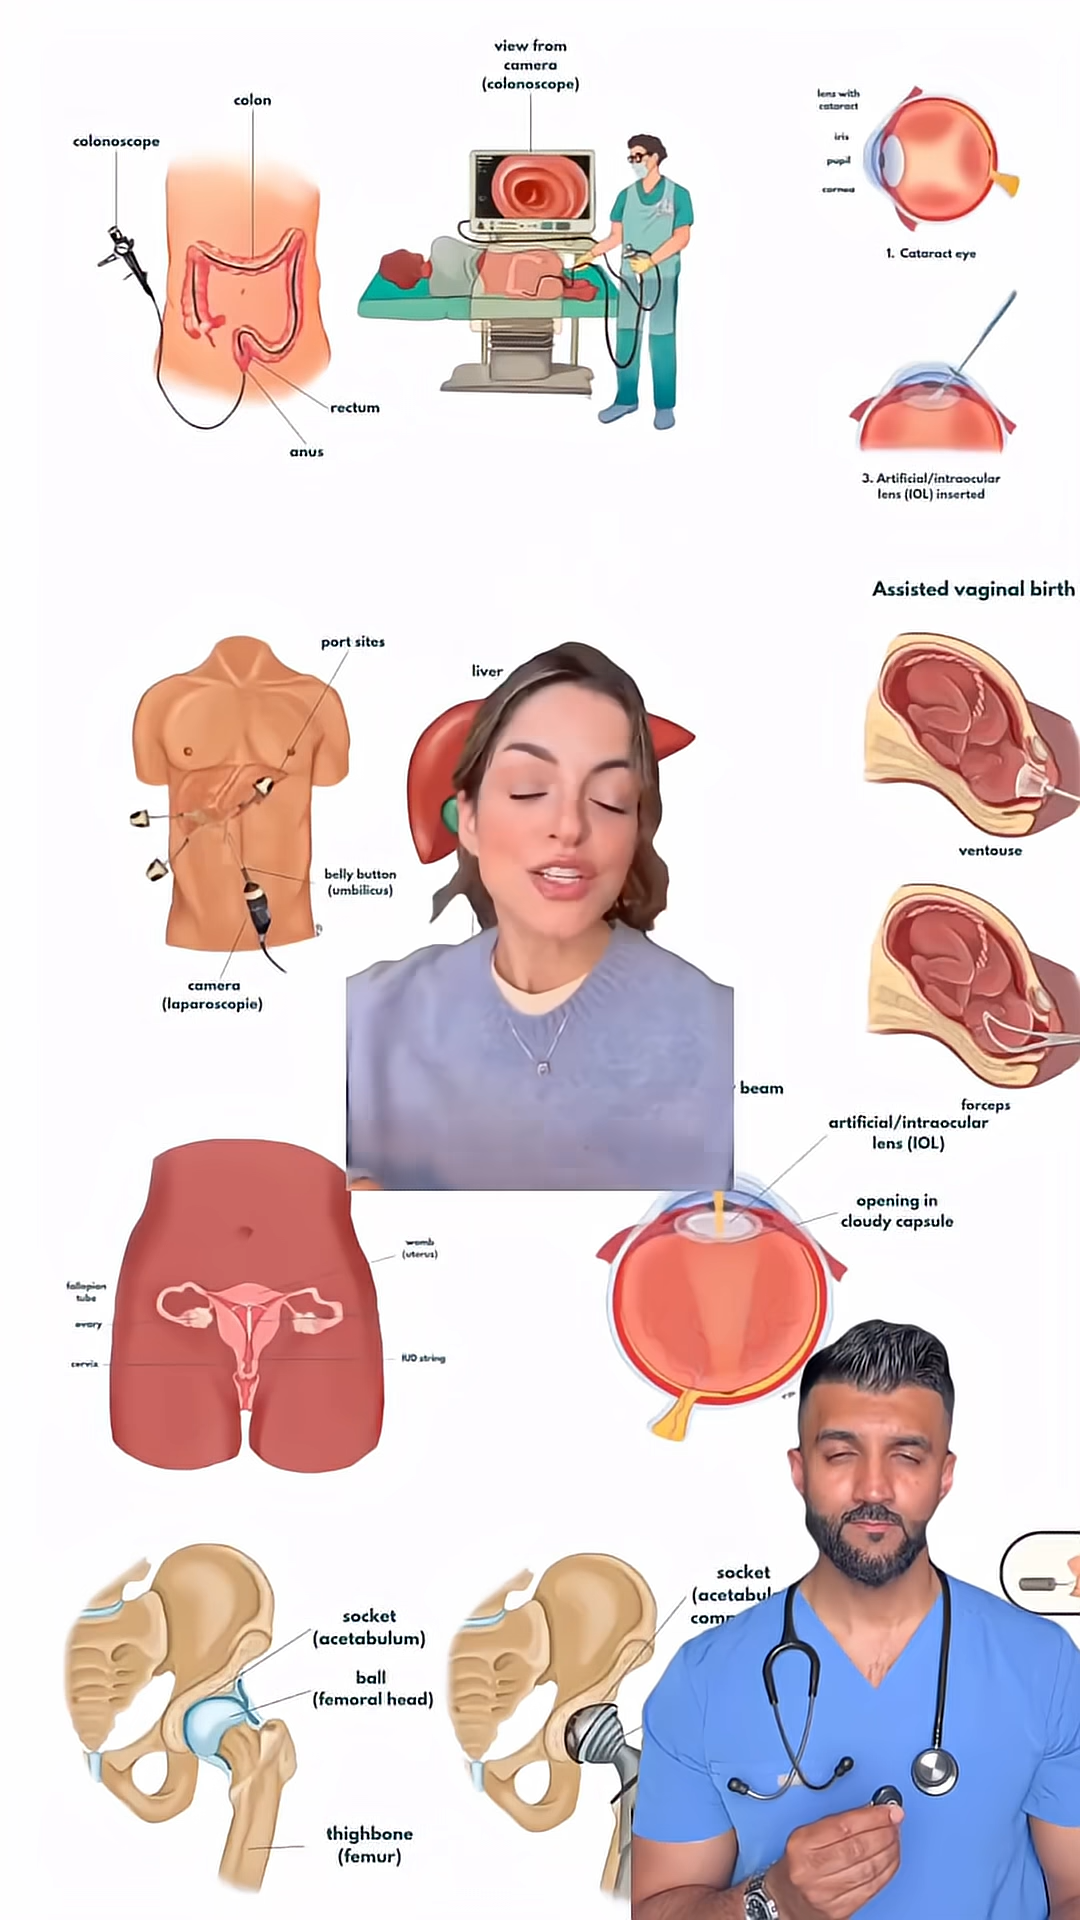 view from
camera
(colonoscope)
colon
colonoscope
rectum
anus
lens with
cataract
iris
pupil
cornea
1. Cataract eye
3. Artificial/intraocular
lens (IOL) inserted
Assisted vaginal birth
port sites
liver
belly button
(umbilicus)
camera
(laparoscopie)
ventouse
forceps
beam
artificial/intraocular
lens (IOL)
opening in
cloudy capsule
womb
(uterus)
fallopian
tube
ovary
cervix
IUD string
socket
(acetabulum)
ball
(femoral head)
thighbone
(femur)
socket